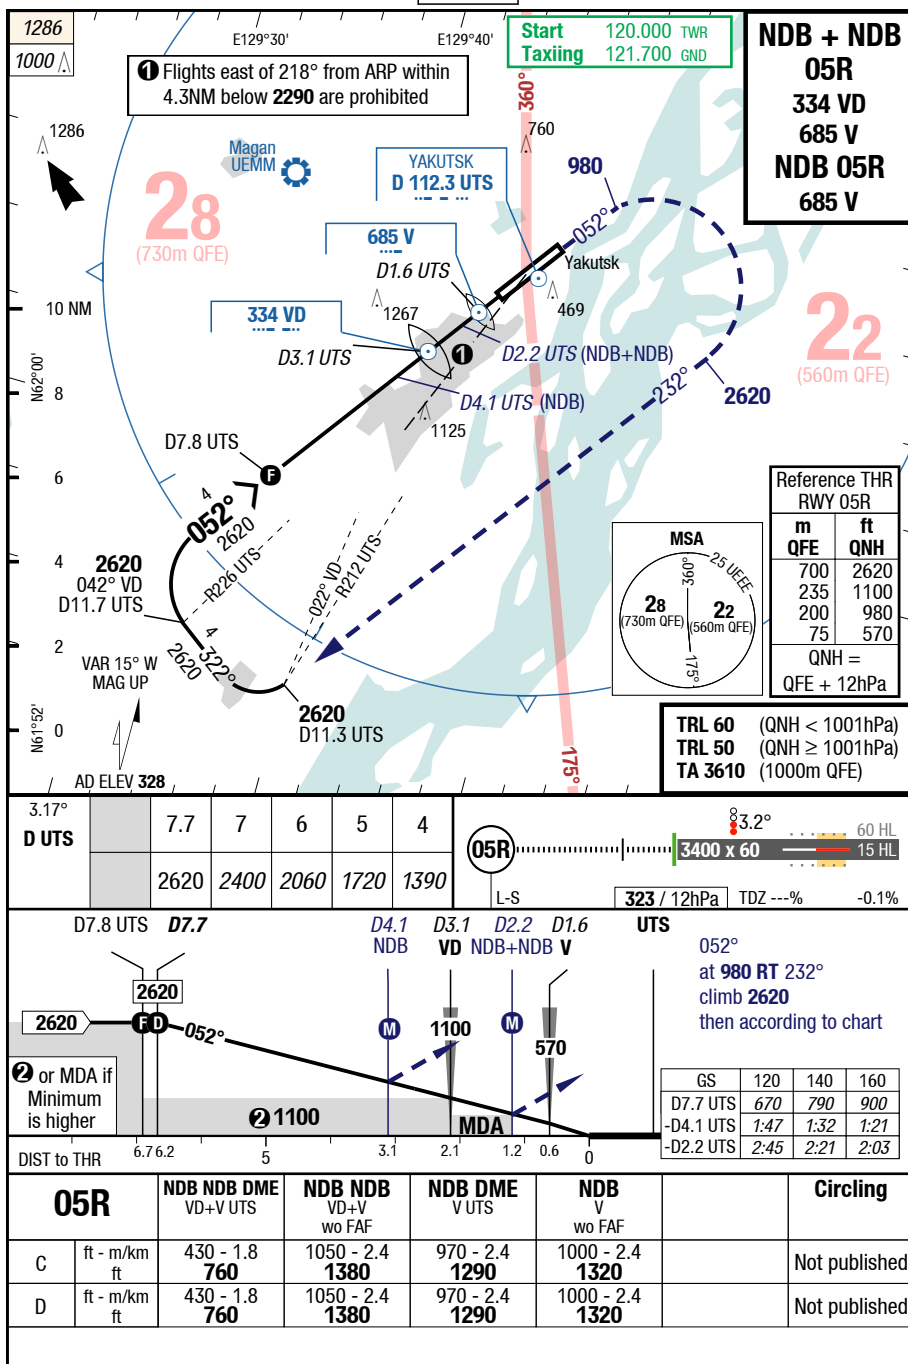 1286
1000
E129°30'
E129°40'
Start 120.000 TWR
Taxiing 121.700 GND
NDB + NDB
05R
334 VD
685 V
NDB 05R
685 V
1 Flights east of 218° from ARP within
4.3NM below 2290 are prohibited
360°
1286
760
Magan
UEMM
YAKUTSK
D 112.3 UTS
980
28
(730m QFE)
052°
685 V
Yakutsk
D1.6 UTS
10 NM
334 VD
1267
469
22
(560m QFE)
D3.1 UTS
1
D2.2 UTS (NDB+NDB)
N62°00'
8
232°
2620
D4.1 UTS (NDB)
1125
D7.8 UTS
6
F
Reference THR
RWY 05R
m ft
QFE QNH
700 2620
235 1100
200 980
75 570
QNH =
QFE + 12hPa
4
052°
2620
MSA
25 UEEE
360°
28
(730m QFE)
22
(560m QFE)
175°
4
2620
042° VD
D11.7 UTS
R226 UTS
022° VD
R212 UTS
4
322°
2620
2
VAR 15° W
MAG UP
2620
D11.3 UTS
N61°52'
0
AD ELEV 328
175°
TRL 60 (QNH < 1001hPa)
TRL 50 (QNH ≥ 1001hPa)
TA 3610 (1000m QFE)
3.17°
D UTS 7.7 7 6 5 4
2620 2400 2060 1720 1390
05R
3.2°
3400 x 60
60 HL
15 HL
L-S
323 / 12hPa TDZ ---% -0.1%
D7.8 UTS D7.7 D4.1 D3.1 D2.2 D1.6 UTS
NDB VD NDB+NDB V
052°
at 980 RT 232°
climb 2620
then according to chart
2620
2620 F D 052° M 1100 M
570
2 or MDA if
Minimum
is higher
2 1100
MDA
GS 120 140 160
D7.7 UTS 670 790 900
-D4.1 UTS 1:47 1:32 1:21
-D2.2 UTS 2:45 2:21 2:03
DIST to THR 6.7 6.2 5 3.1 2.1 1.2 0.6 0
05R NDB NDB DME NDB NDB NDB DME NDB Circling
VD+V UTS VD+V V UTS V
wo FAF wo FAF
C ft - m/km 430 - 1.8 1050 - 2.4 970 - 2.4 1000 - 2.4 Not published
ft 760 1380 1290 1320
D ft - m/km 430 - 1.8 1050 - 2.4 970 - 2.4 1000 - 2.4 Not published
ft 760 1380 1290 1320